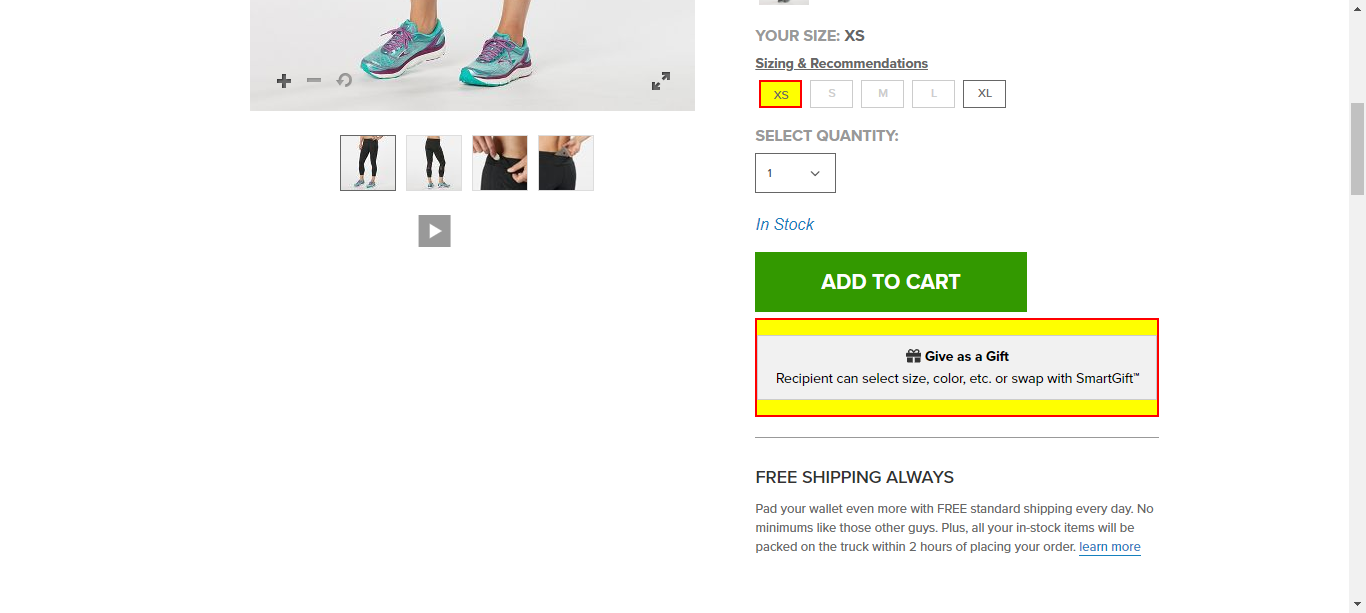 YOUR SIZE: XS
Sizing & Recommendations
XS S M L XL
SELECT QUANTITY:
1
In Stock
ADD TO CART
Give as a Gift
Recipient can select size, color, etc. or swap with SmartGift™
FREE SHIPPING ALWAYS
Pad your wallet even more with FREE standard shipping every day. No
minimums like those other guys. Plus, all your in-stock items will be
packed on the truck within 2 hours of placing your order. learn more